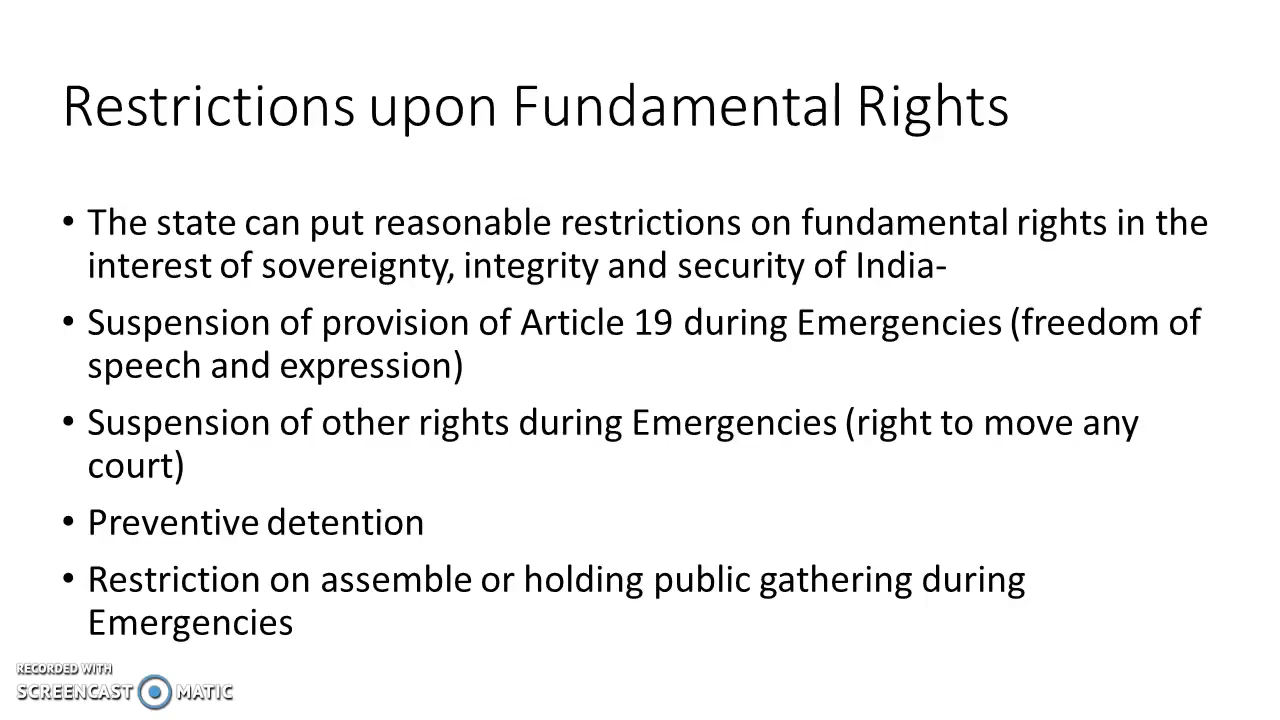 Restrictions upon Fundamental Rights
• The state can put reasonable restrictions on fundamental rights in the
interest of sovereignty, integrity and security of India-
• Suspension of provision of Article 19 during Emergencies (freedom of
speech and expression)
• Suspension of other rights during Emergencies (right to move any
court)
• Preventive detention
• Restriction on assemble or holding public gathering during
Emergencies
RECORDED WITH
SCREENCAST MATIC